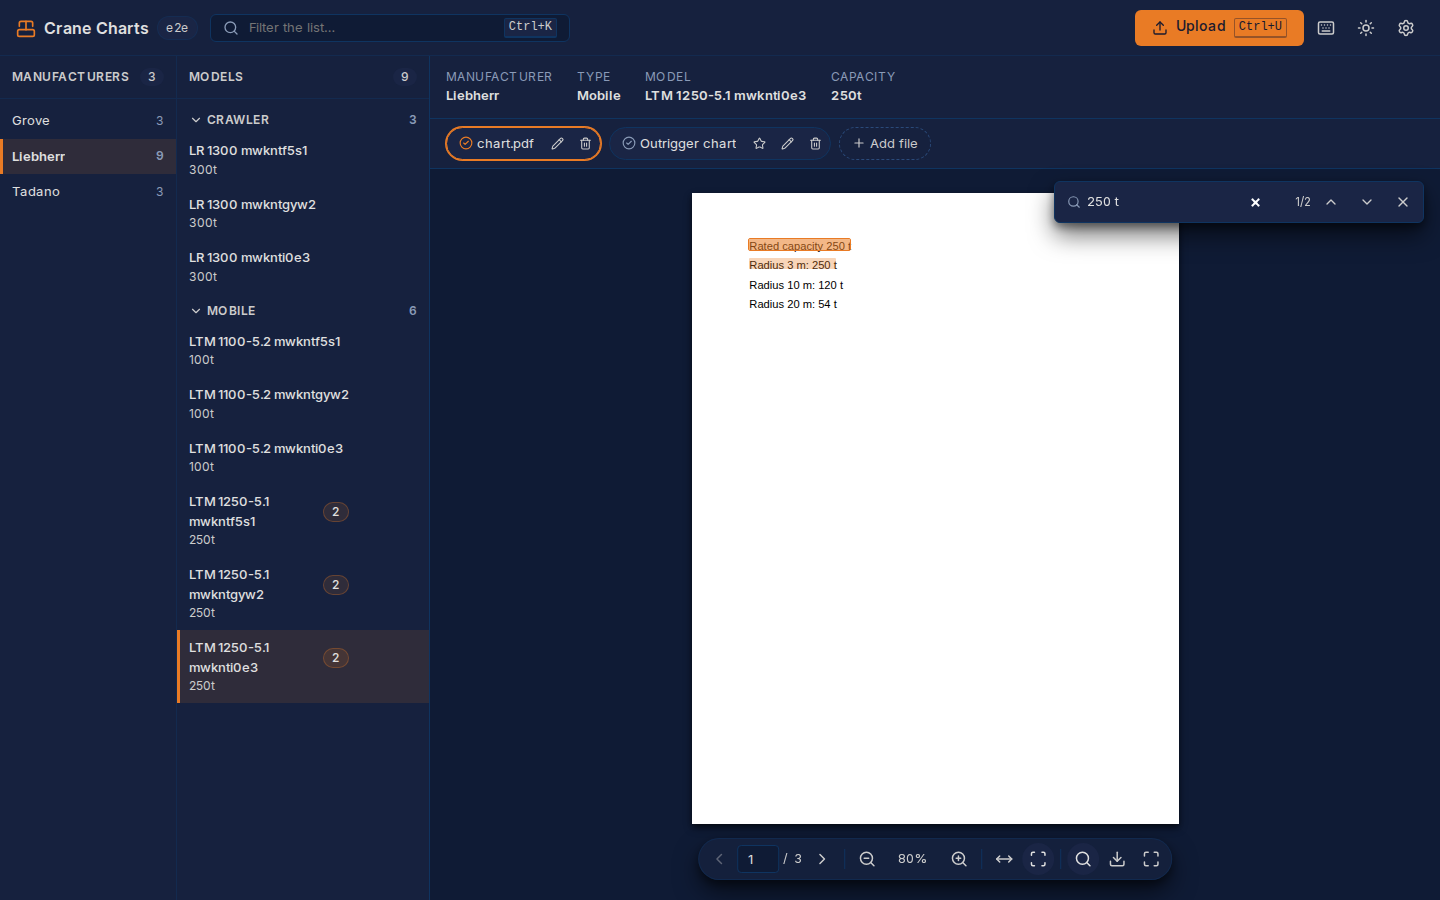 Crane Charts e2e
Filter the list... Ctrl+K
Upload Ctrl+U
MANUFACTURERS 3
Grove 3
Liebherr 9
Tadano 3
MODELS 9
CRAWLER 3
LR 1300 mwkntf5s1
300t
LR 1300 mwkntgyw2
300t
LR 1300 mwknti0e3
300t
MOBILE 6
LTM 1100-5.2 mwkntf5s1
100t
LTM 1100-5.2 mwkntgyw2
100t
LTM 1100-5.2 mwknti0e3
100t
LTM 1250-5.1
mwkntf5s1
2
250t
LTM 1250-5.1
mwkntgyw2
2
250t
LTM 1250-5.1
mwknti0e3
2
250t
MANUFACTURER TYPE MODEL CAPACITY
Liebherr Mobile LTM 1250-5.1 mwknti0e3 250t
chart.pdf Outrigger chart Add file
250 t 1/2
Rated capacity 250 t
Radius 3 m: 250 t
Radius 10 m: 120 t
Radius 20 m: 54 t
1 / 3 80%